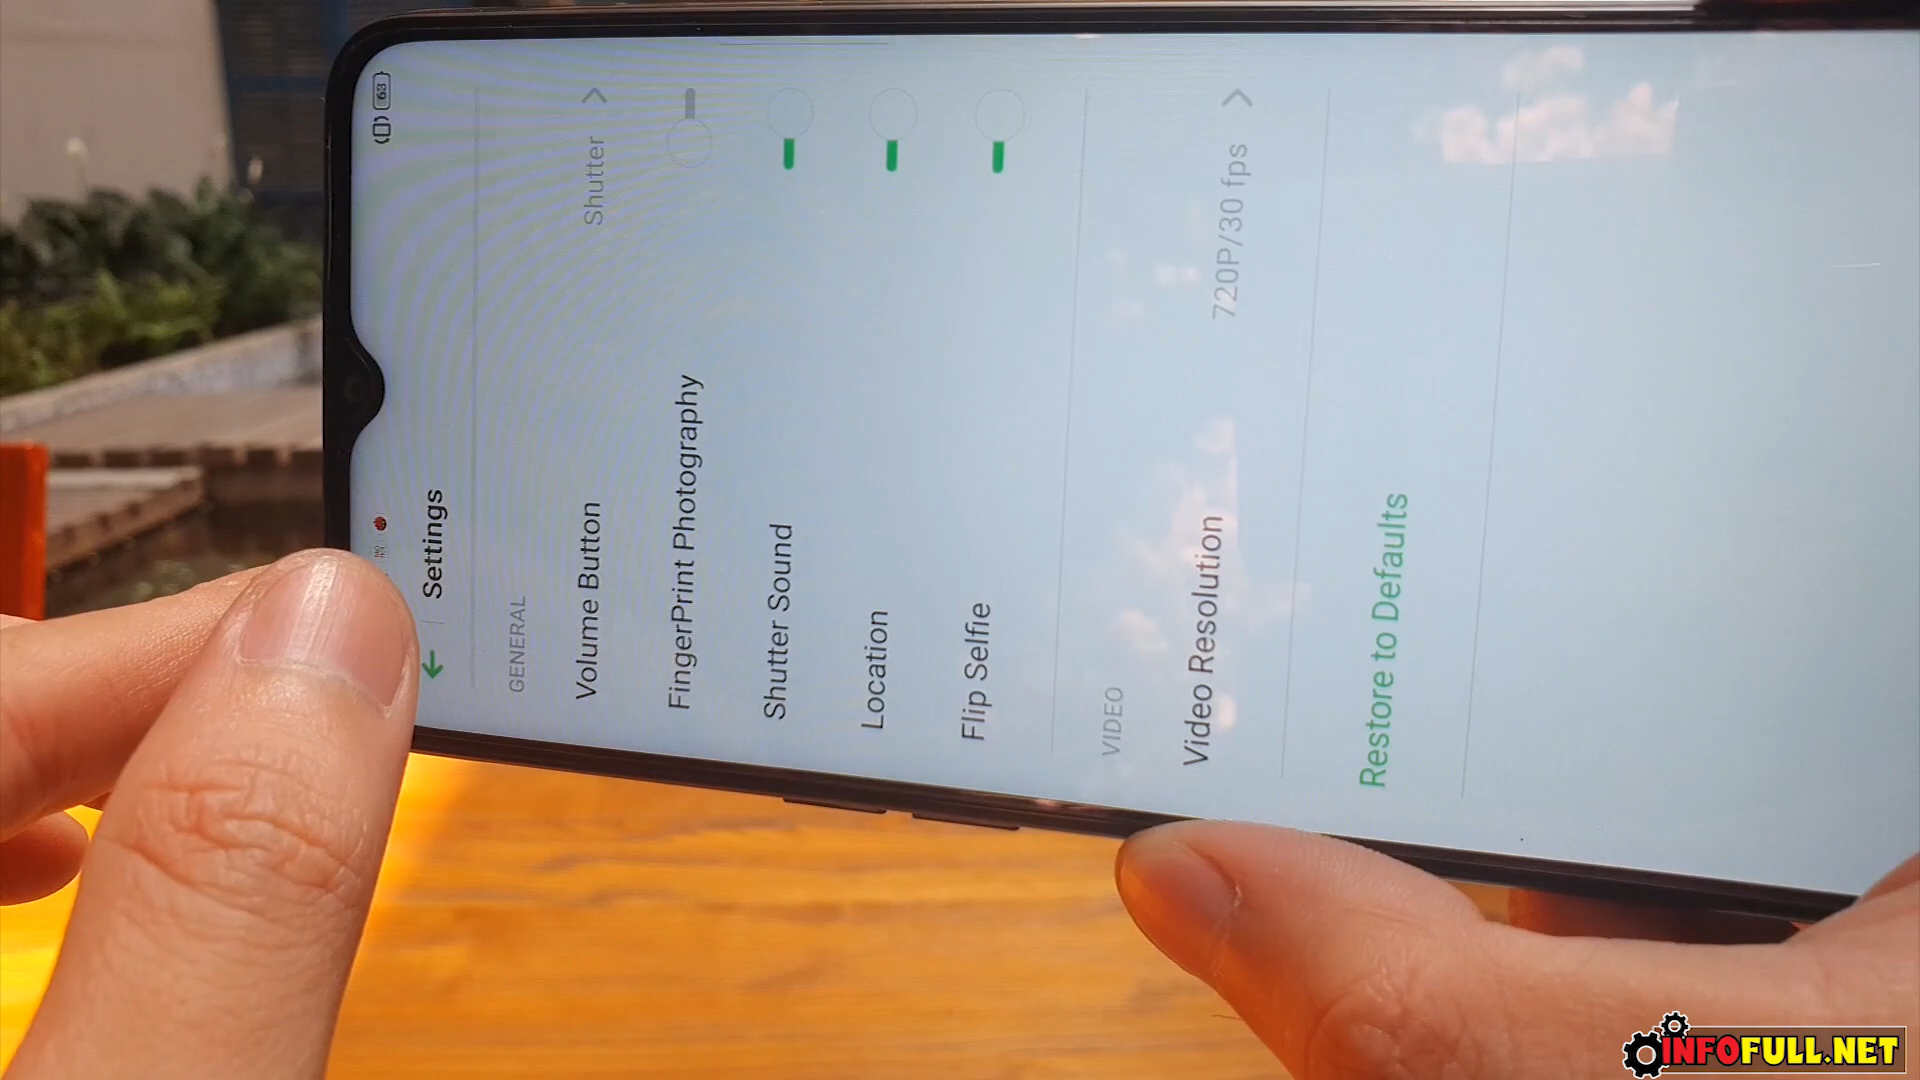 63
Settings
GENERAL
Volume Button Shutter
FingerPrint Photography
Shutter Sound
Location
Flip Selfie
VIDEO
Video Resolution 720P/30 fps
Restore to Defaults
INFOFULL.NET